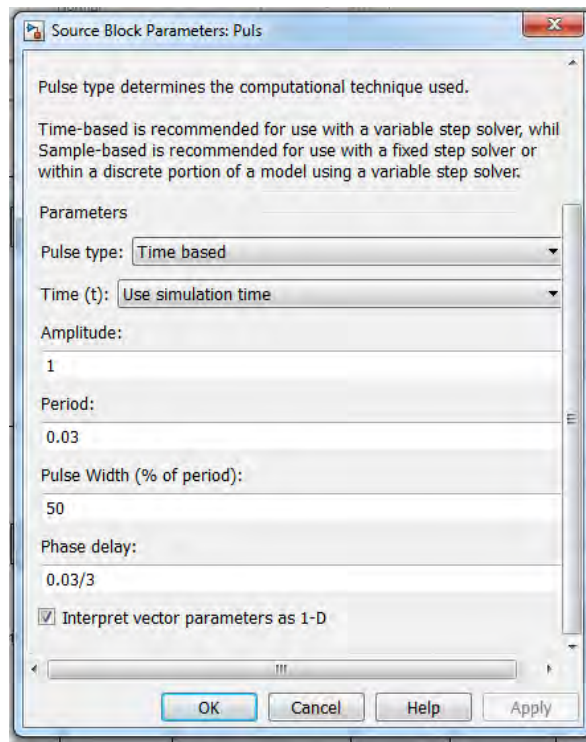 Source Block Parameters: Puls
Pulse type determines the computational technique used.
Time-based is recommended for use with a variable step solver, whil
Sample-based is recommended for use with a fixed step solver or
within a discrete portion of a model using a variable step solver.
Parameters
Pulse type: Time based
Time (t): Use simulation time
Amplitude:
1
Period:
0.03
Pulse Width (% of period):
50
Phase delay:
0.03/3
Interpret vector parameters as 1-D
OK Cancel Help Apply